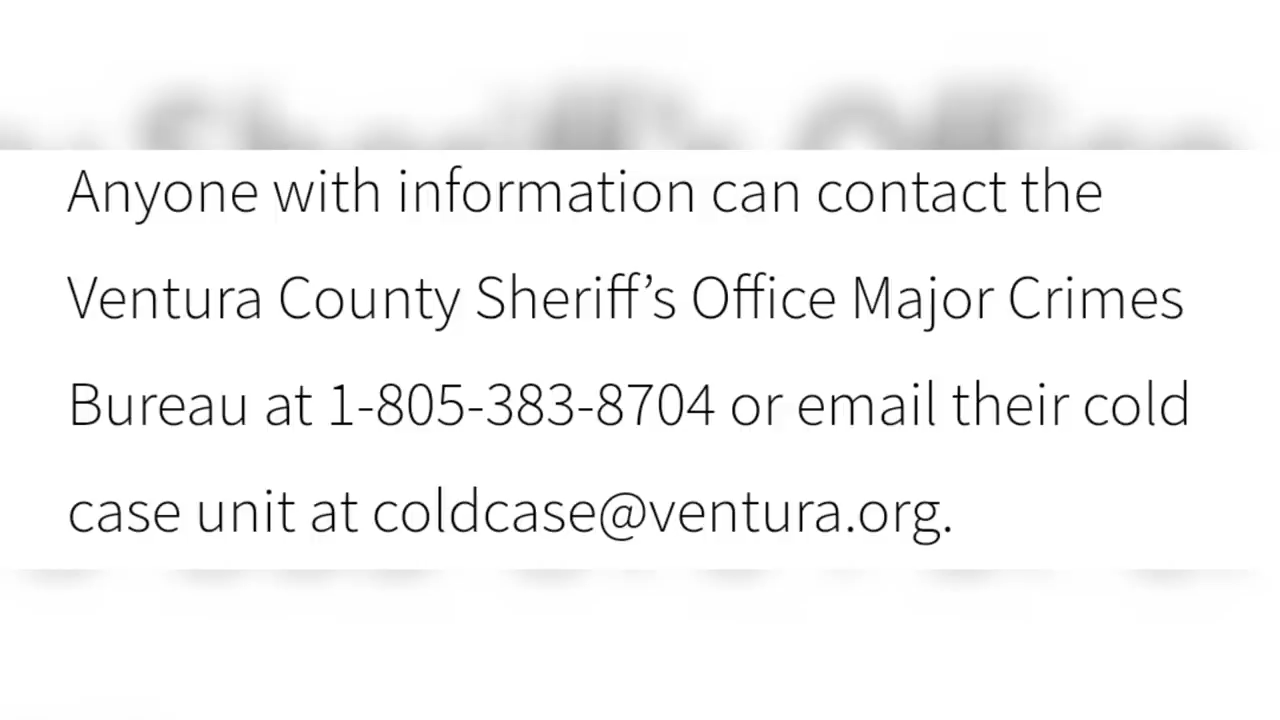 Anyone with information can contact the
Ventura County Sheriff’s Office Major Crimes
Bureau at 1-805-383-8704 or email their cold
case unit at coldcase@ventura.org.